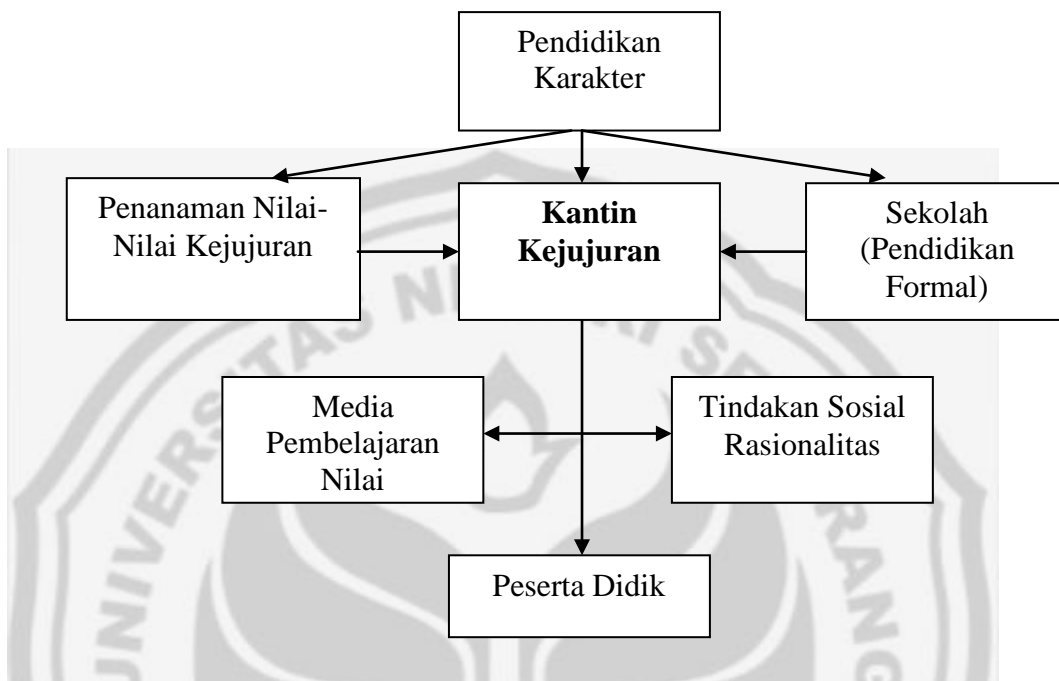 Pendidikan
Karakter
Penanaman Nilai-
Nilai Kejujuran
Kantin
Kejujuran
Sekolah
(Pendidikan
Formal)
Media
Pembelajaran
Nilai
Tindakan Sosial
Rasionalitas
Peserta Didik